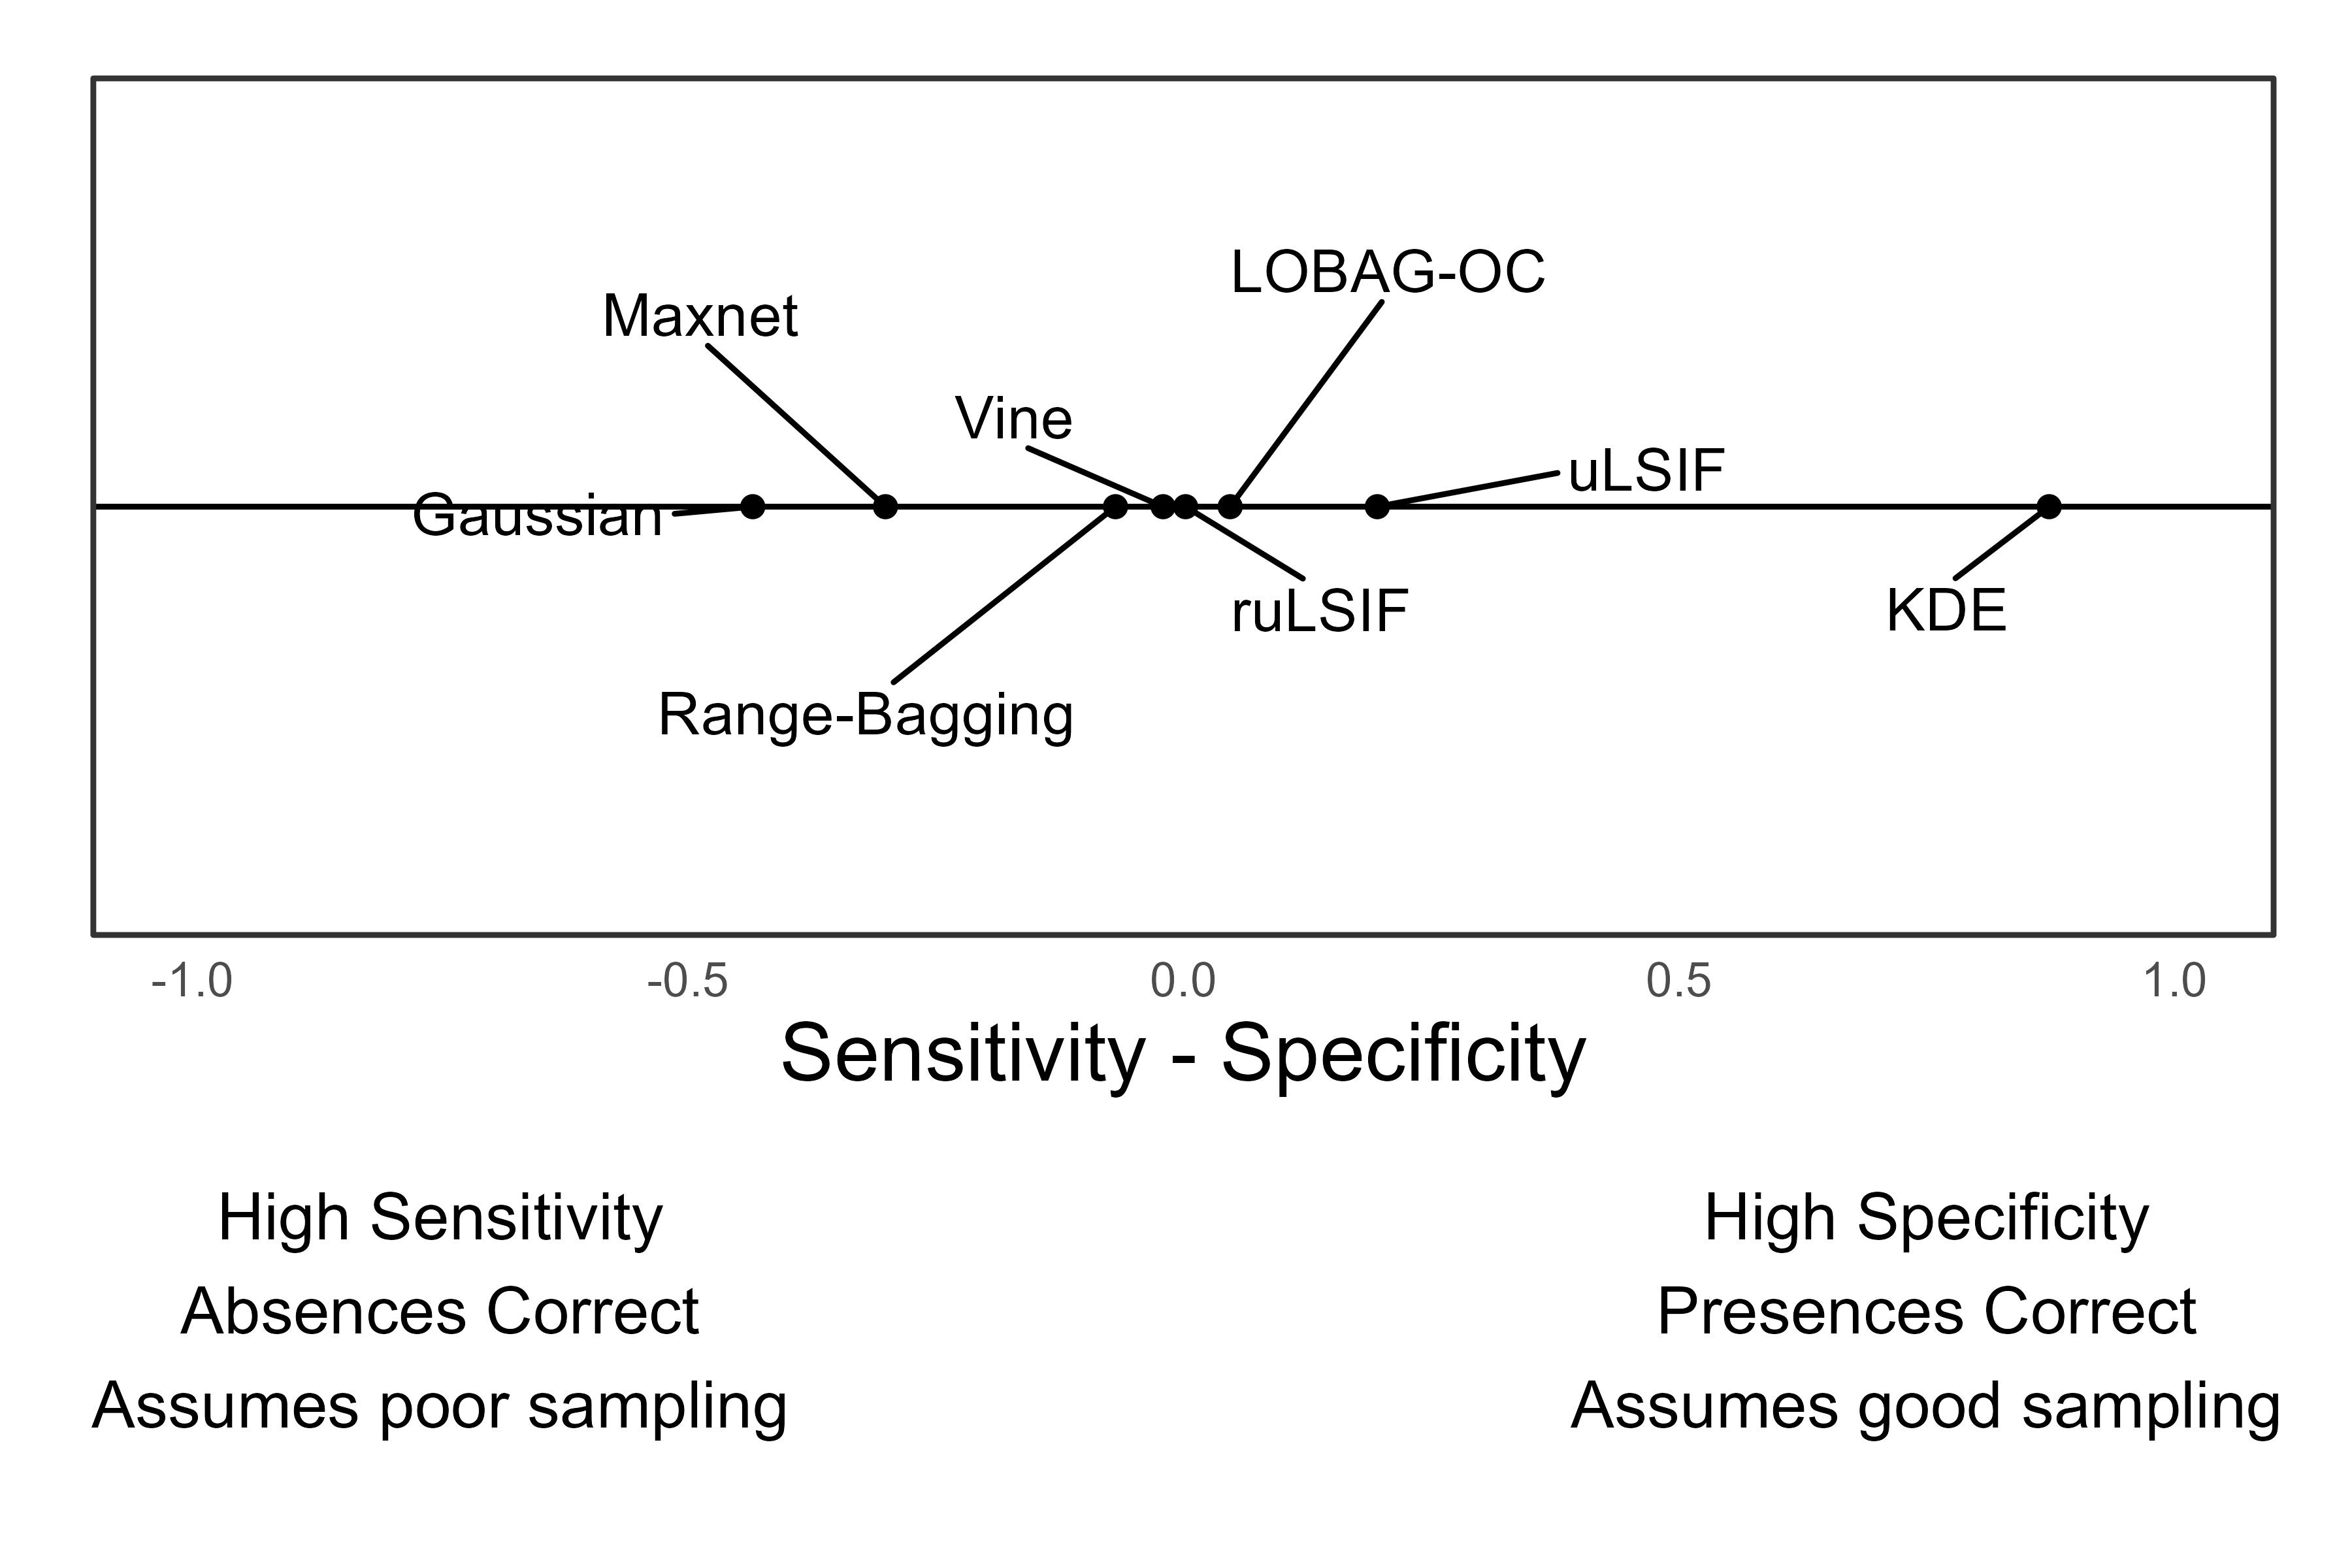 LOBAG-OC
Maxnet
Vine
uLSIF
Gaussian
ruLSIF
KDE
Range-Bagging
-1.0 -0.5 0.0 0.5 1.0
Sensitivity - Specificity
High Sensitivity
Absences Correct
Assumes poor sampling
High Specificity
Presences Correct
Assumes good sampling